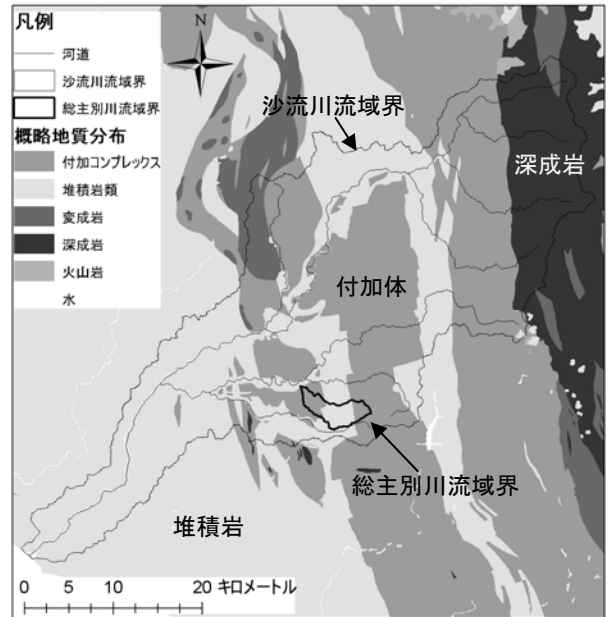 凡例
河道
沙流川流域界
総主別川流域界
概略地質分布
付加コンプレックス
堆積岩類
変成岩
深成岩
火山岩
水
N
沙流川流域界
深成岩
付加体
総主別川流域界
堆積岩
0 5 10 20 キロメートル